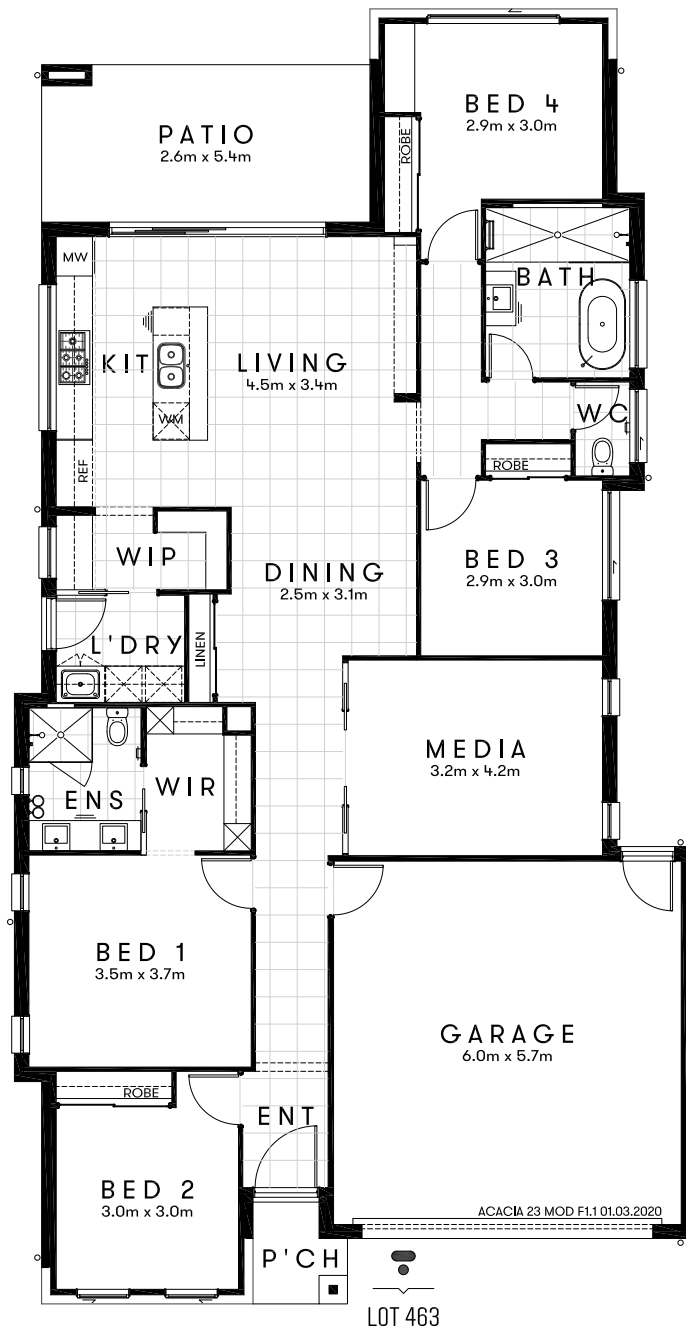 BED 4
2.9m x 3.0m
PATIO
2.6m x 5.4m
ROBE
MW
BATH
KIT
LIVING
4.5m x 3.4m
WM
WC
REF
ROBE
WIP
BED 3
2.9m x 3.0m
DINING
2.5m x 3.1m
L'DRY
LINEN
MEDIA
3.2m x 4.2m
WIR
ENS
BED 1
3.5m x 3.7m
GARAGE
6.0m x 5.7m
ROBE
ENT
BED 2
3.0m x 3.0m
ACACIA 23 MOD F1.1 01.03.2020
P'CH
LOT 463